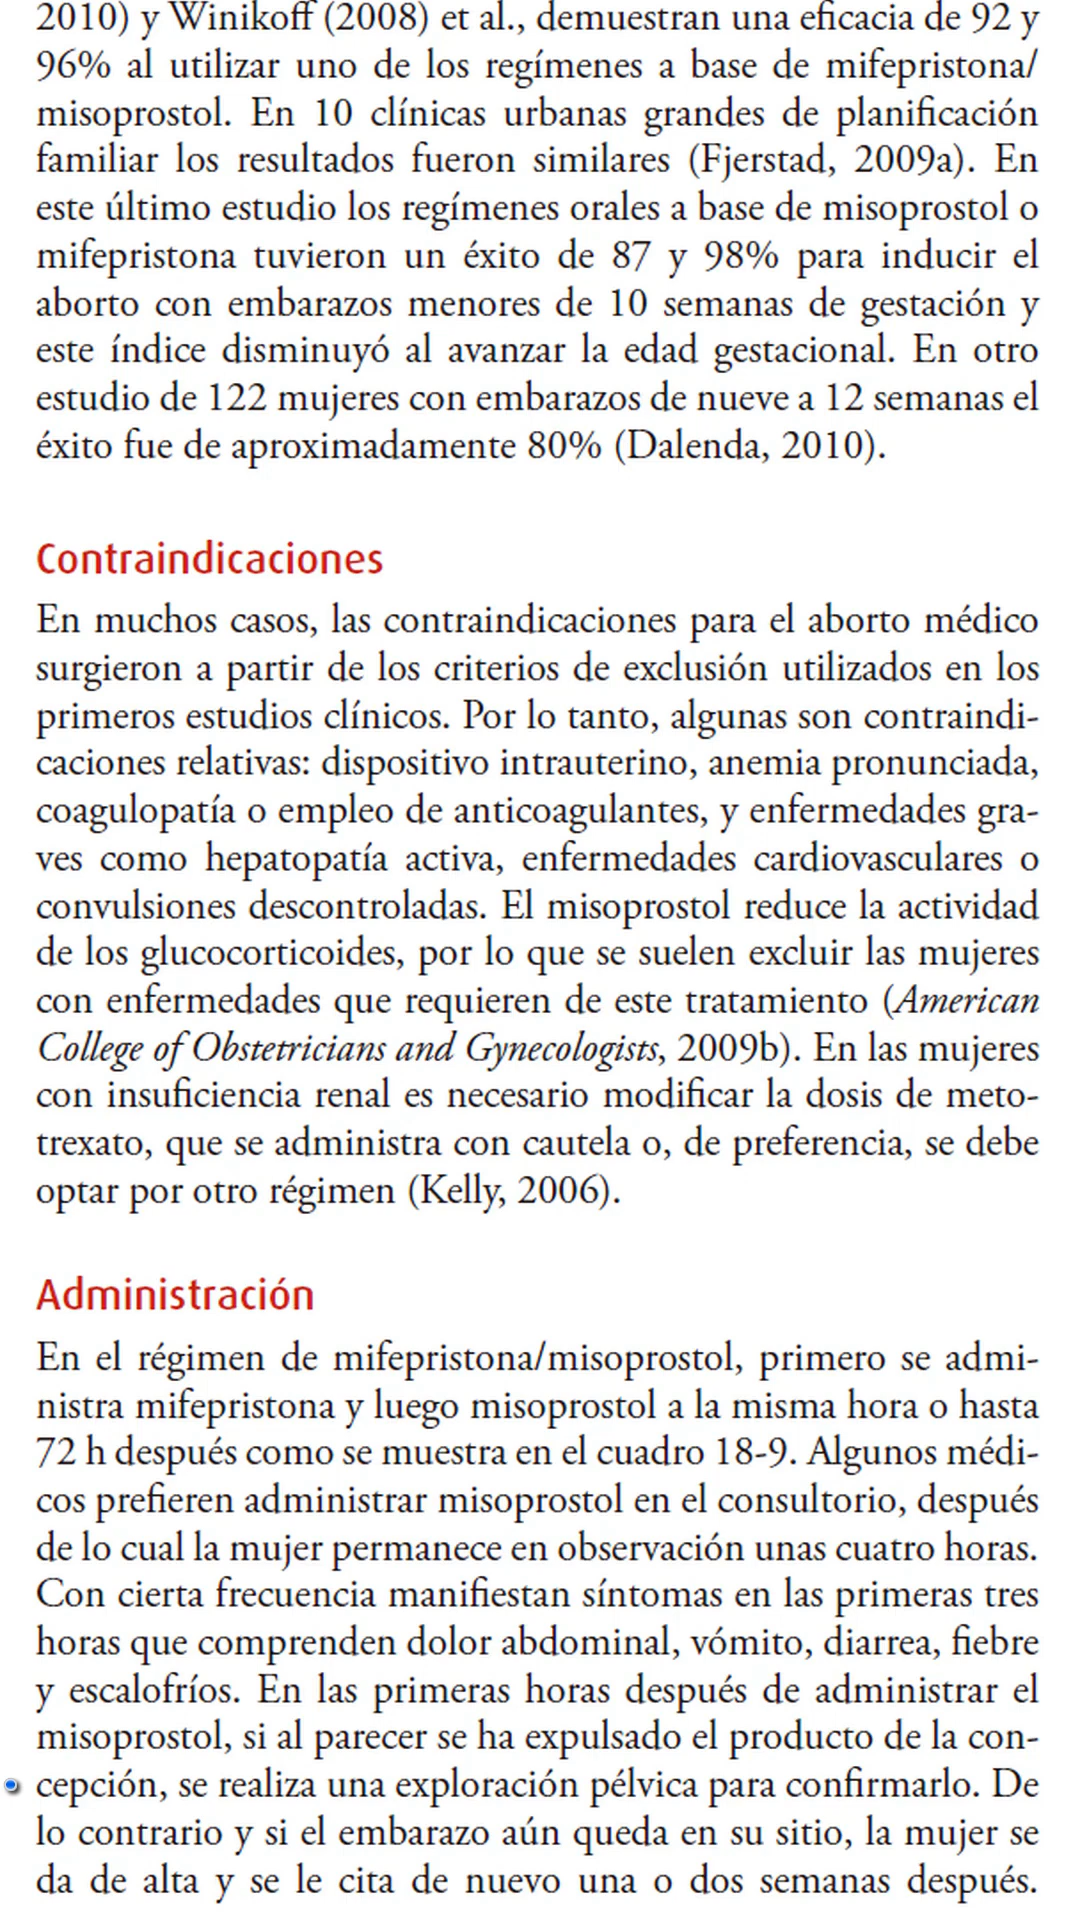 2010) y Winikoff (2008) et al., demuestran una eficacia de 92 y
96% al utilizar uno de los regímenes a base de mifepristona/
misoprostol. En 10 clínicas urbanas grandes de planificación
familiar los resultados fueron similares (Fjerstad, 2009a). En
este último estudio los regímenes orales a base de misoprostol o
mifepristona tuvieron un éxito de 87 y 98% para inducir el
aborto con embarazos menores de 10 semanas de gestación y
este índice disminuyó al avanzar la edad gestacional. En otro
estudio de 122 mujeres con embarazos de nueve a 12 semanas el
éxito fue de aproximadamente 80% (Dalenda, 2010).
Contraindicaciones
En muchos casos, las contraindicaciones para el aborto médico
surgieron a partir de los criterios de exclusión utilizados en los
primeros estudios clínicos. Por lo tanto, algunas son contraindi-
caciones relativas: dispositivo intrauterino, anemia pronunciada,
coagulopatía o empleo de anticoagulantes, y enfermedades gra-
ves como hepatopatía activa, enfermedades cardiovasculares o
convulsiones descontroladas. El misoprostol reduce la actividad
de los glucocorticoides, por lo que se suelen excluir las mujeres
con enfermedades que requieren de este tratamiento (American
College of Obstetricians and Gynecologists, 2009b). En las mujeres
con insuficiencia renal es necesario modificar la dosis de meto-
trexato, que se administra con cautela o, de preferencia, se debe
optar por otro régimen (Kelly, 2006).
Administración
En el régimen de mifepristona/misoprostol, primero se admi-
nistra mifepristona y luego misoprostol a la misma hora o hasta
72 h después como se muestra en el cuadro 18-9. Algunos médi-
cos prefieren administrar misoprostol en el consultorio, después
de lo cual la mujer permanece en observación unas cuatro horas.
Con cierta frecuencia manifiestan síntomas en las primeras tres
horas que comprenden dolor abdominal, vómito, diarrea, fiebre
y escalofríos. En las primeras horas después de administrar el
misoprostol, si al parecer se ha expulsado el producto de la con-
cepción, se realiza una exploración pélvica para confirmarlo. De
lo contrario y si el embarazo aún queda en su sitio, la mujer se
da de alta y se le cita de nuevo una o dos semanas después.